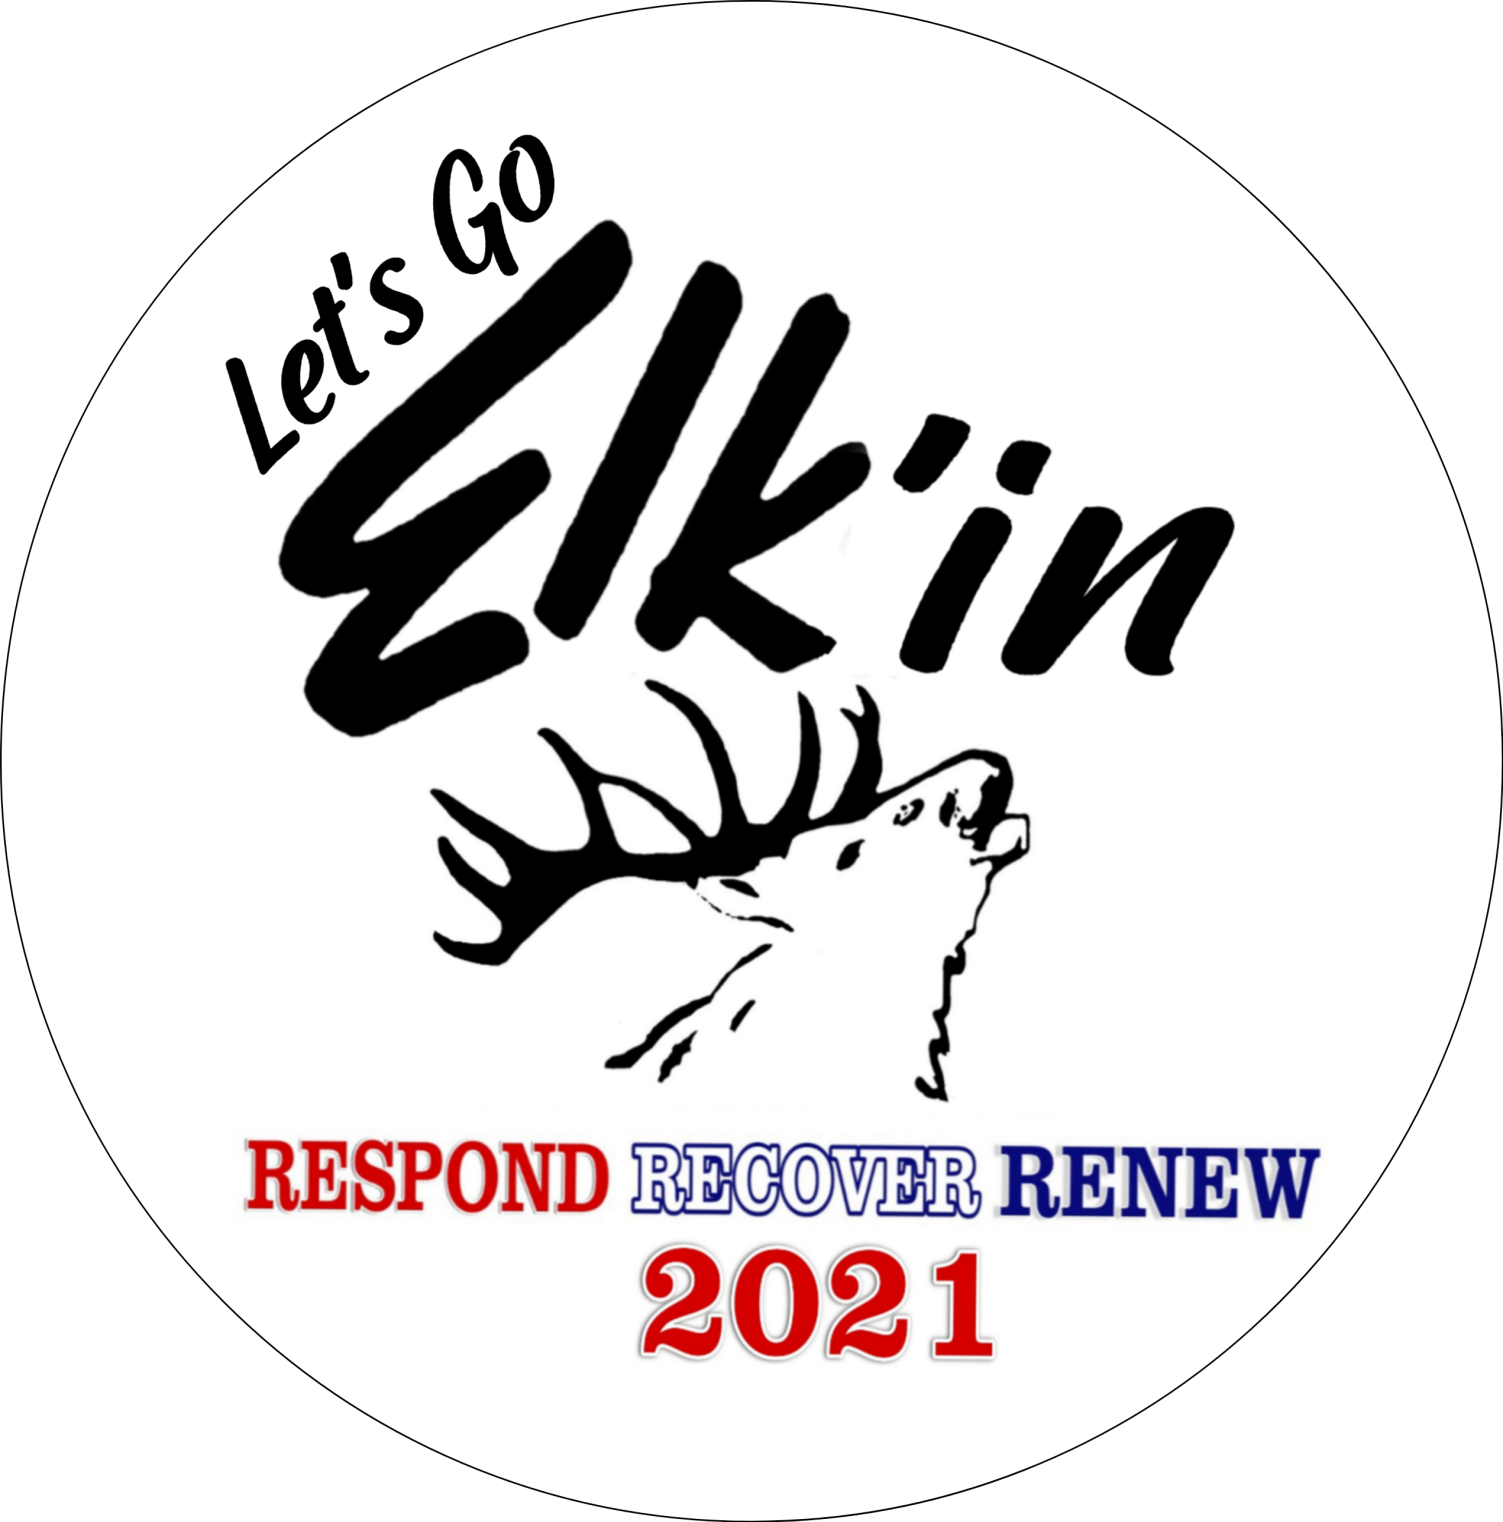 Let's Go
Elk'in
RESPOND RECOVER RENEW
2021